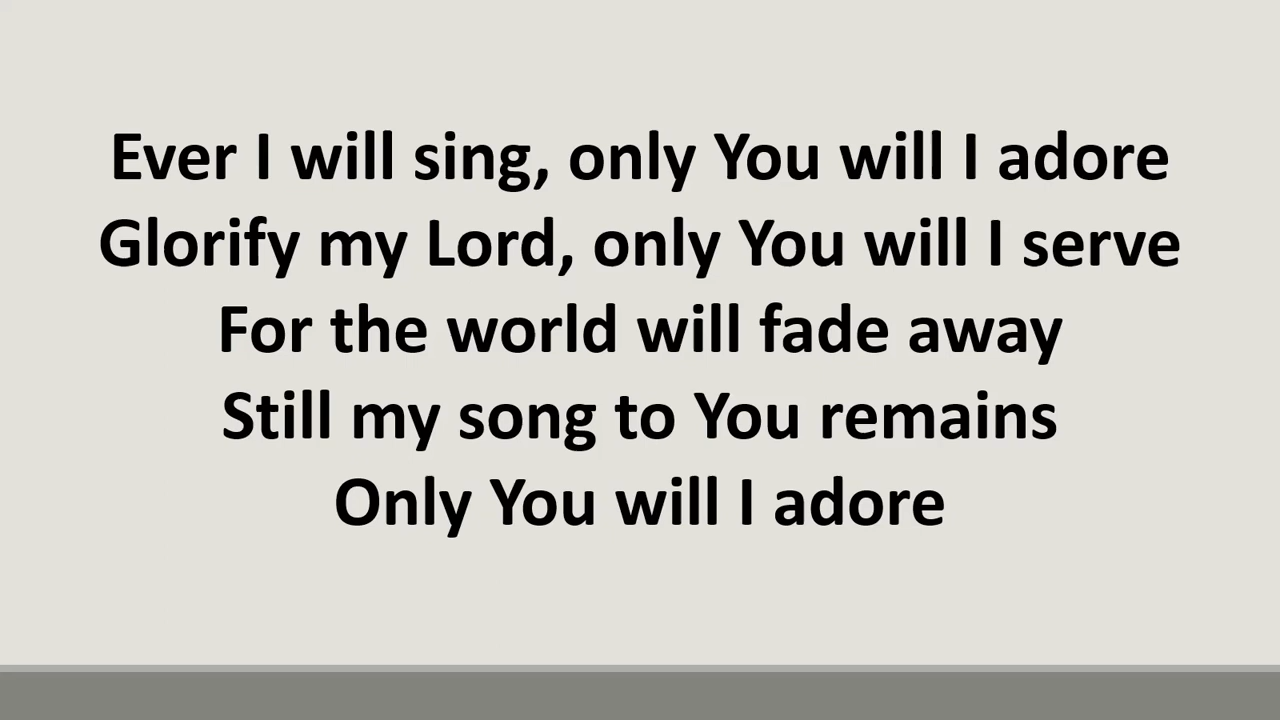 Ever I will sing, only You will I adore
Glorify my Lord, only You will I serve
For the world will fade away
Still my song to You remains
Only You will I adore